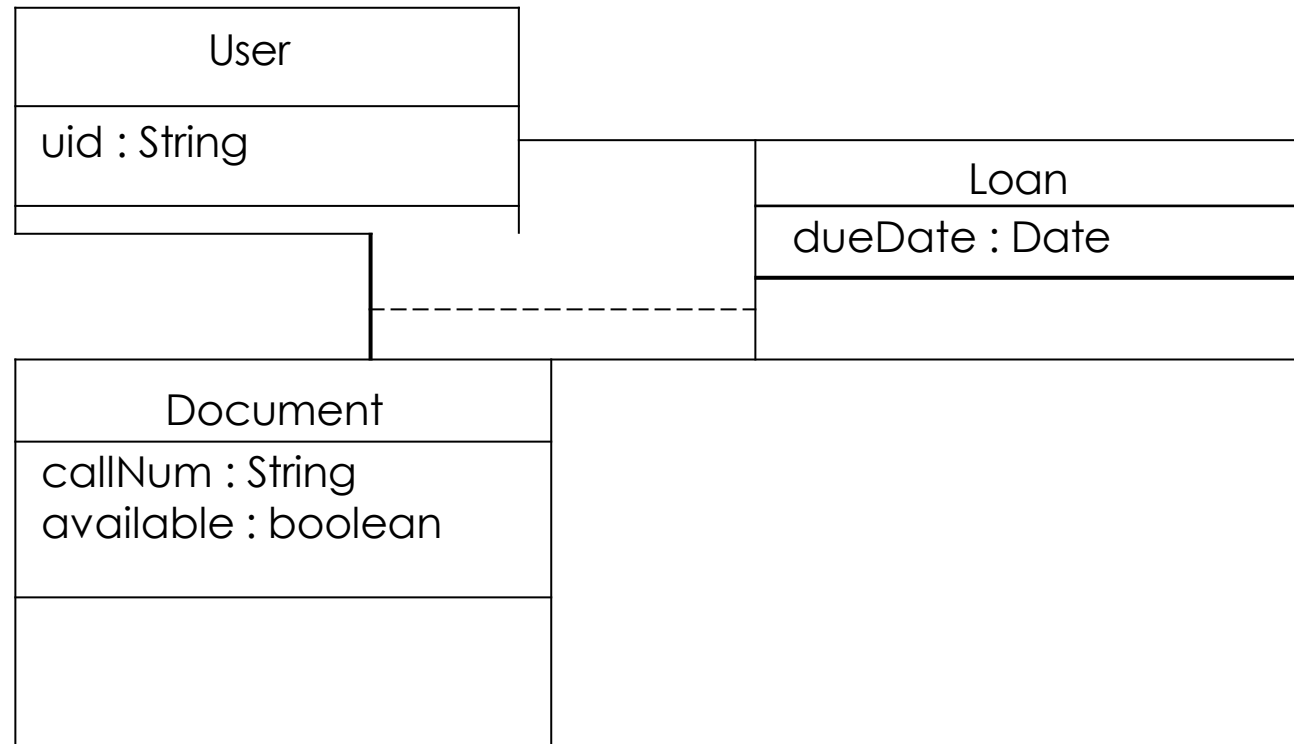 User
uid : String
Loan
dueDate : Date
Document
callNum : String
available : boolean